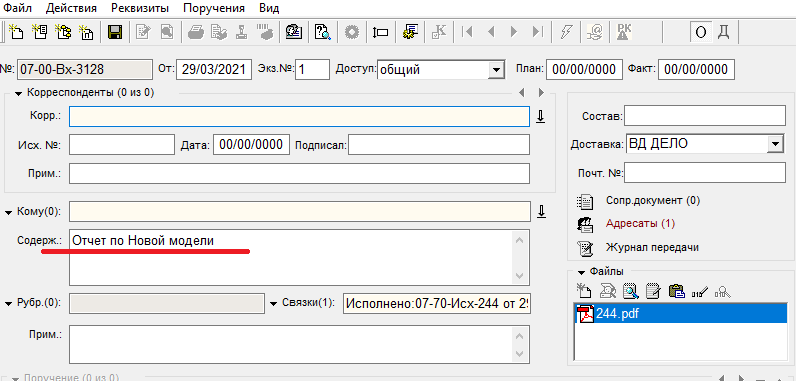 Файл Действия Реквизиты Поручения Вид
О Д
№: 07-00-Вх-3128 От: 29/03/2021 Экз.№: 1 Доступ: общий План: 00/00/0000 Факт: 00/00/0000
Корреспонденты (0 из 0)
Корр.:
Исх. №: Дата: 00/00/0000 Подписал:
Прим.:
Состав:
Доставка: ВД ДЕЛО
Почт. №:
Сопр.документ (0)
Адресаты (1)
Журнал передачи
Кому(0):
Содерж.: Отчет по Новой модели
Файлы
244.pdf
Рубр.(0): Связки(1): Исполнено:07-70-Исх-244 от
Прим.:
Поручение (0 из 0)